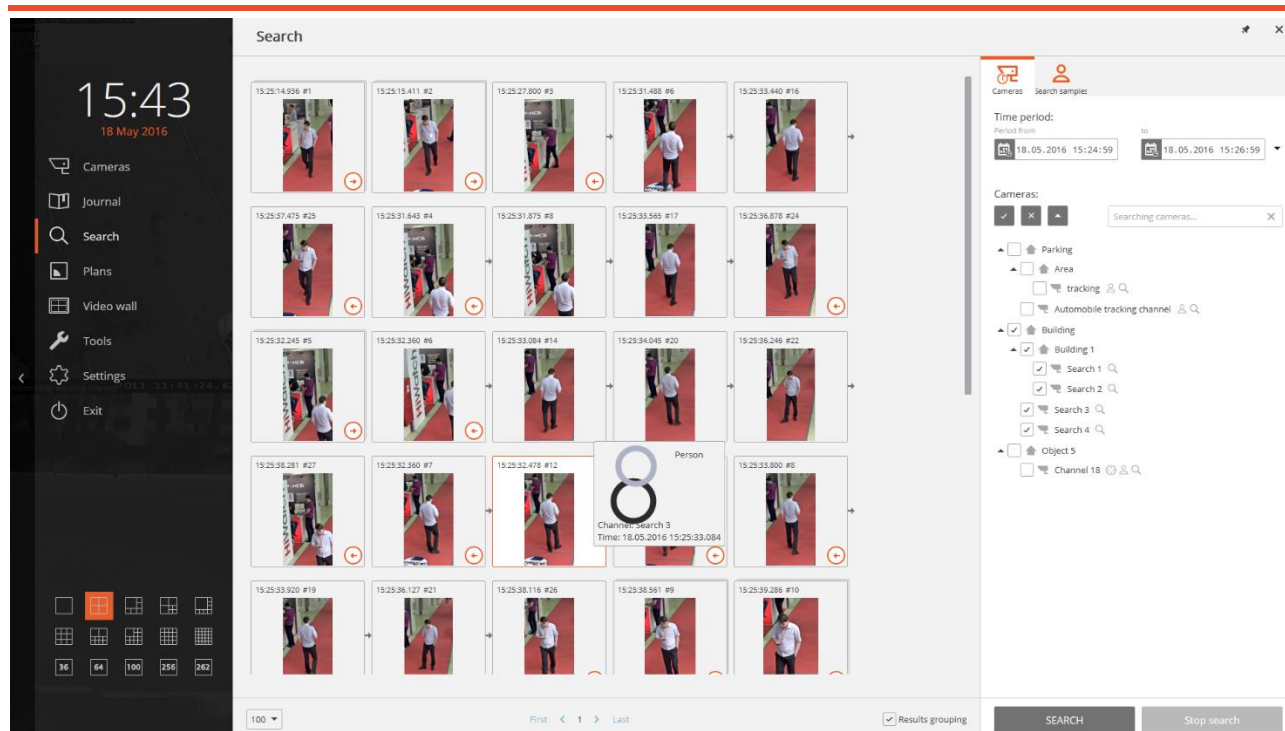 Search
15:43
18 May 2016
Cameras
Journal
Search
Plans
Video wall
Tools
Settings
Exit
36 64 100 256 262
15:25:14.936 #1 15:25:15.411 #2 15:25:27.800 #3 15:25:31.488 #6 15:25:33.440 #16
15:25:37.475 #25 15:25:31.643 #4 15:25:31.875 #8 15:25:33.565 #17 15:25:36.878 #24
15:25:32.245 #5 15:25:32.360 #6 15:25:33.084 #14 15:25:34.045 #20 15:25:36.246 #22
15:25:38.281 #27 15:25:32.360 #7 15:25:32.478 #12 15:25:33.800 #8
Person
Channel: Search 3
Time: 18.05.2016 15:25:33.084
15:25:33.920 #19 15:25:36.127 #21 15:25:38.116 #26 15:25:38.561 #9 15:25:39.286 #10
100 First 1 Last Results grouping
Cameras Search samples
Time period:
Period from to
18.05.2016 15:24:59 18.05.2016 15:26:59
Cameras:
Searching cameras...
Parking
Area
tracking
Automobile tracking channel
Building
Building 1
Search 1
Search 2
Search 3
Search 4
Object 5
Channel 18
SEARCH Stop search